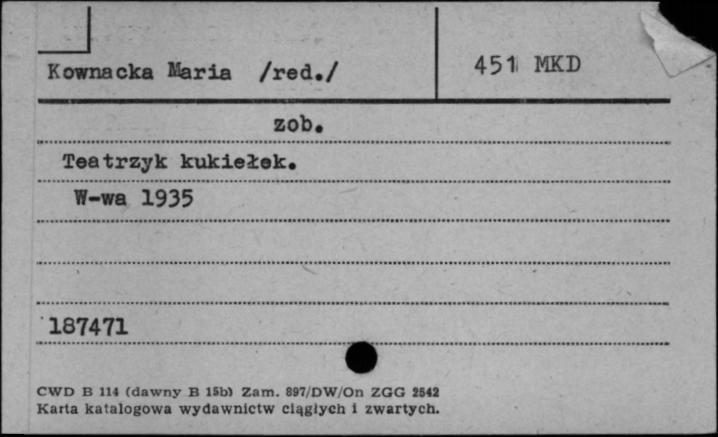 Kownacka Maria /red./ 451 MKD
zob.
Teatrzyk kukiełek.
W-wa 1935
187471
CWD B 114 (dawny B 15b) Zam. 897/DW/On ZGG 2542
Karta katalogowa wydawnictw ciągłych i zwartych.